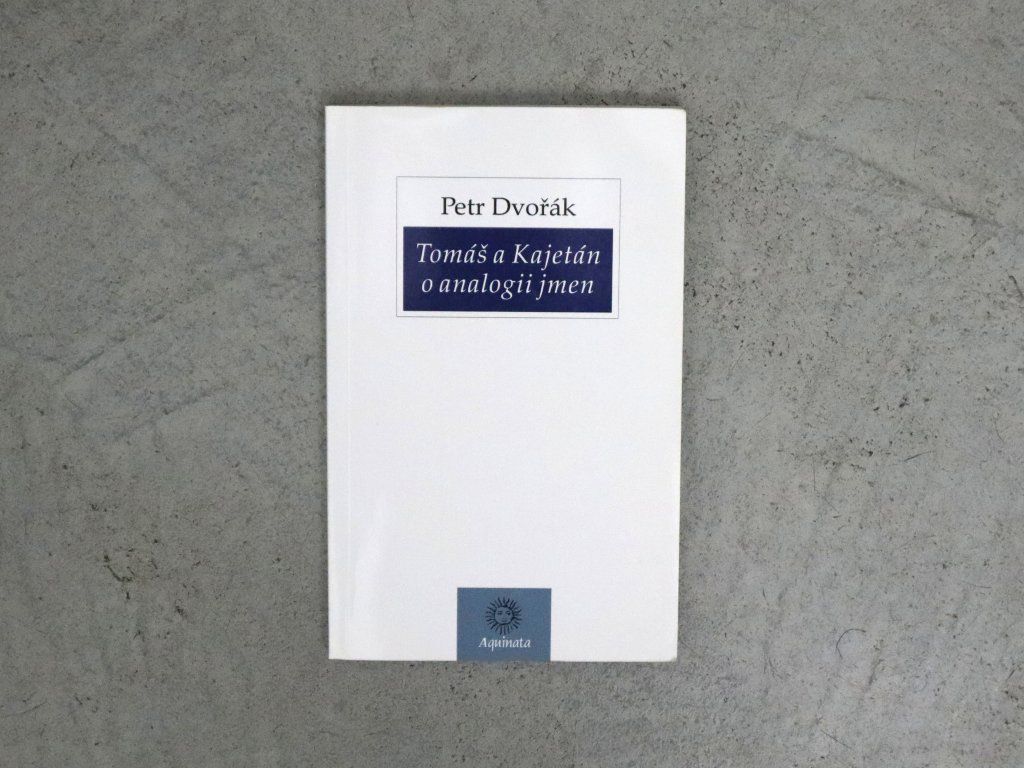 Petr Dvořák
Tomáš a Kajetán
o analogii jmen
Aquinata